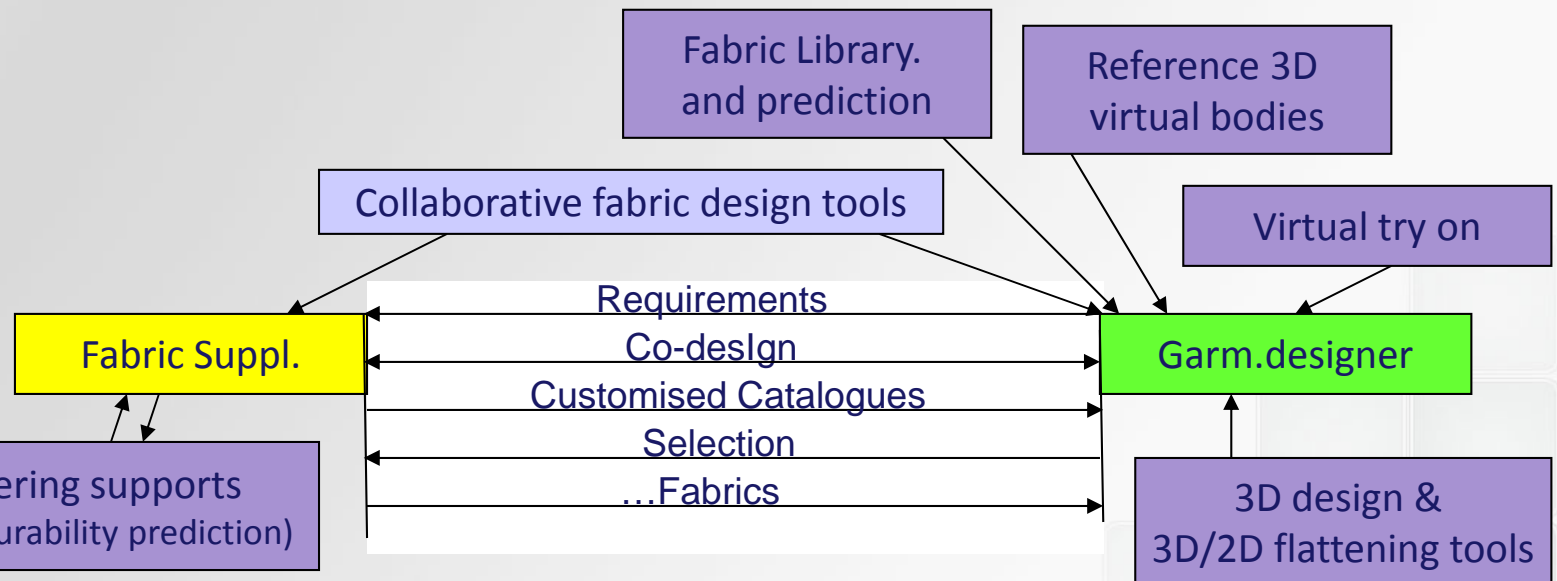 Fabric Library.
and prediction
Reference 3D
virtual bodies
Collaborative fabric design tools
Virtual try on
Requirements
Fabric Suppl.
Co-desIgn
Garm.designer
Customised Catalogues
Selection
…Fabrics
ering supports
urability prediction)
3D design &
3D/2D flattening tools